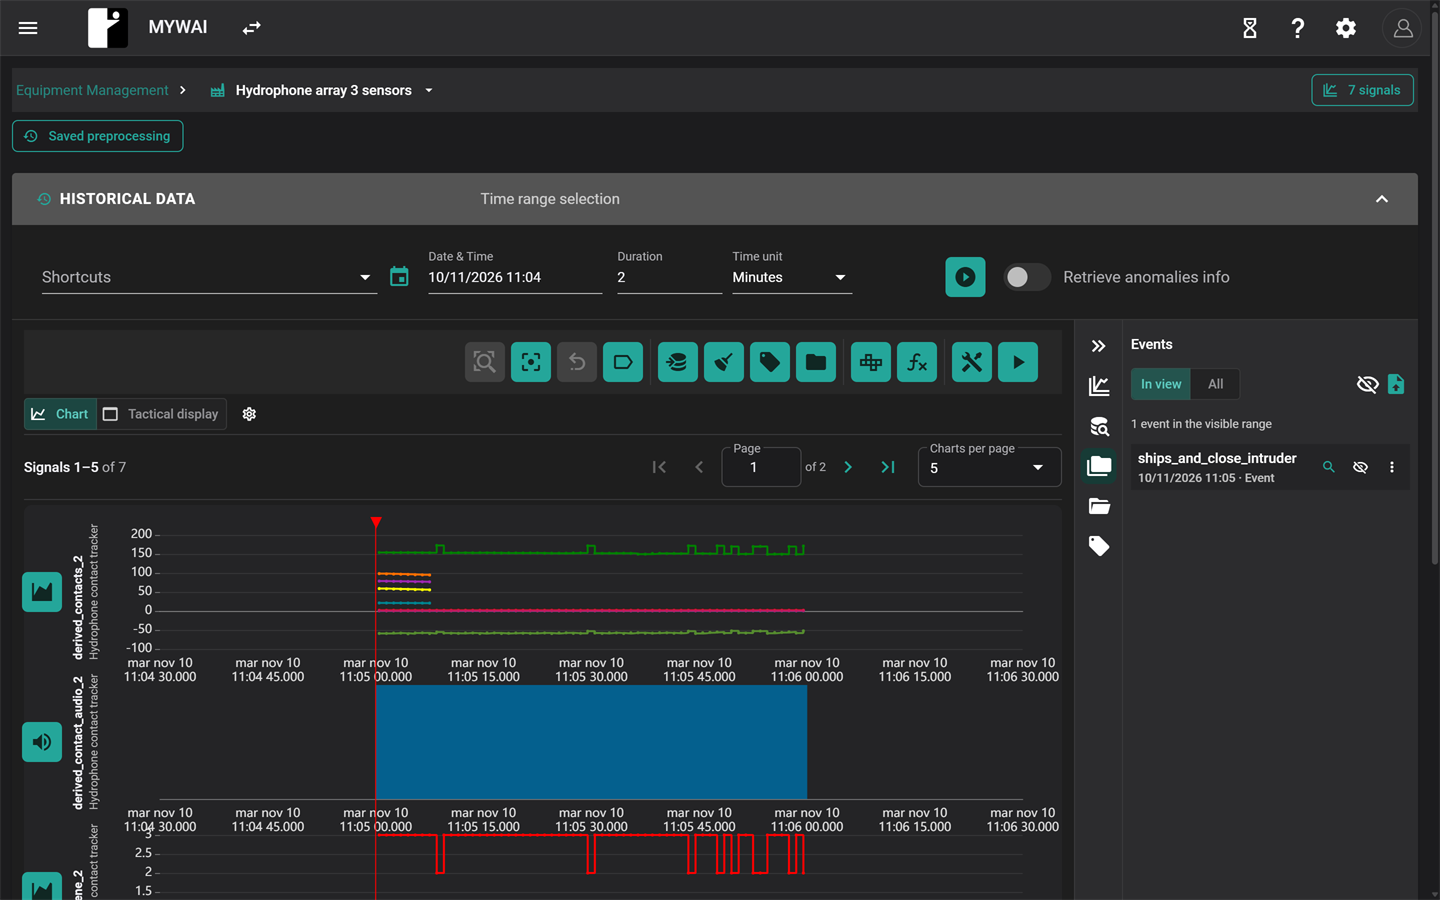 MYWAI
Equipment Management
Hydrophone array 3 sensors
7 signals
Saved preprocessing
HISTORICAL DATA
Time range selection
Shortcuts
Date & Time
10/11/2026 11:04
Duration
2
Time unit
Minutes
Retrieve anomalies info
Chart
Tactical display
Signals 1–5 of 7
Page
1
of 2
Charts per page
5
derived_contacts_2
Hydrophone contact tracker
200
150
100
50
0
-50
-100
mar nov 10 11:04 30.000
mar nov 10 11:04 45.000
mar nov 10 11:05 00.000
mar nov 10 11:05 15.000
mar nov 10 11:05 30.000
mar nov 10 11:05 45.000
mar nov 10 11:06 00.000
mar nov 10 11:06 15.000
mar nov 10 11:06 30.000
derived_contact_audio_2
Hydrophone contact tracker
mar nov 10 11:04 30.000
mar nov 10 11:04 45.000
mar nov 10 11:05 00.000
mar nov 10 11:05 15.000
mar nov 10 11:05 30.000
mar nov 10 11:05 45.000
mar nov 10 11:06 00.000
mar nov 10 11:06 15.000
mar nov 10 11:06 30.000
ene_2
contact tracker
3
2.5
2
1.5
Events
In view
All
1 event in the visible range
ships_and_close_intruder
10/11/2026 11:05 · Event